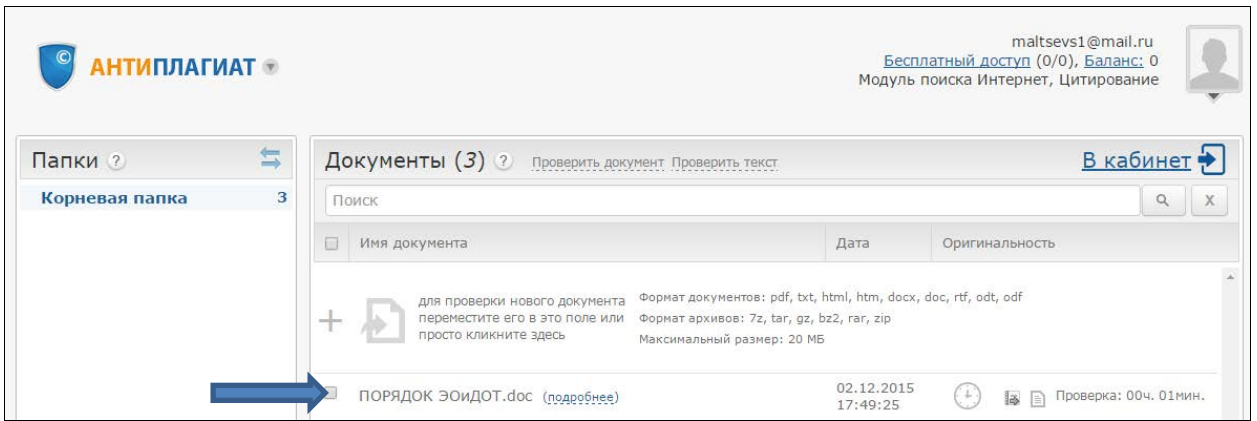 © АНТИПЛАГИАТ
maltsevs1@mail.ru
Бесплатный доступ (0/0), Баланс: 0
Модуль поиска Интернет, Цитирование
Папки ?
Корневая папка 3
Документы (3) ? Проверить документ Проверить текст В кабинет
Поиск X
Имя документа Дата Оригинальность
для проверки нового документа
переместите его в это поле или
просто кликните здесь
Формат документов: pdf, txt, html, htm, docx, doc, rtf, odt, odf
Формат архивов: 7z, tar, gz, bz2, rar, zip
Максимальный размер: 20 МБ
ПОРЯДОК ЭОиДОТ.doc (подробнее) 02.12.2015
17:49:25 Проверка: 00ч. 01мин.